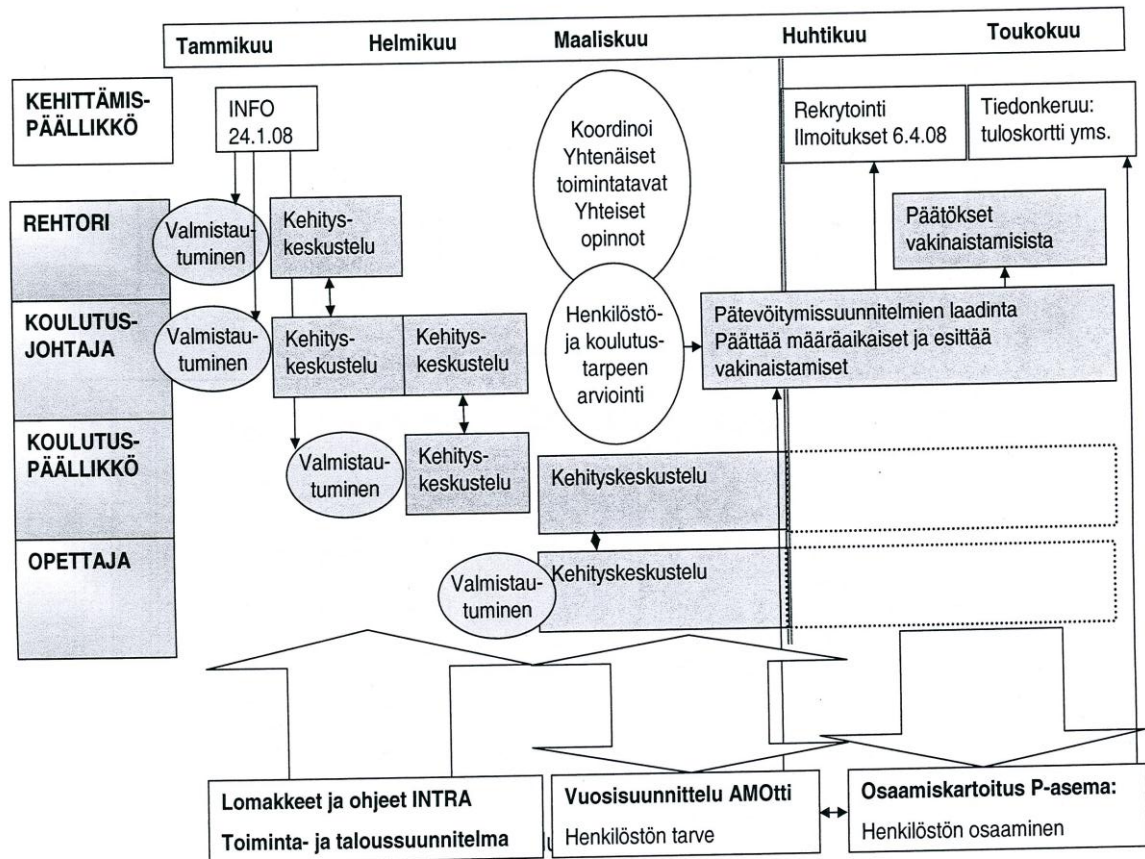 Tammikuu Helmikuu Maaliskuu Huhtikuu Toukokuu
KEHITTÄMIS-
PÄÄLLIKKÖ
INFO
24.1.08
Koordinoi
Yhtenäiset
toimintatavat
Yhteiset
opinnot
Rekrytointi
Ilmoitukset 6.4.08
Tiedonkeruu:
tuloskortti yms.
REHTORI
Valmistau-
tuminen
Kehitys-
keskustelu
Päätökset
vakinaistamisista
KOULUTUS-
JOHTAJA
Valmistau-
tuminen
Kehitys-
keskustelu
Kehitys-
keskustelu
Henkilöstö-
ja koulutus-
tarpeen
arviointi
Pätevöitymissuunnitelmien laadinta
Päättää määräaikaiset ja esittää
vakinaistamiset
KOULUTUS-
PÄÄLLIKKÖ
Valmistau-
tuminen
Kehitys-
keskustelu
Kehityskeskustelu
OPETTAJA
Valmistau-
tuminen
Kehityskeskustelu
Lomakkeet ja ohjeet INTRA
Toiminta- ja taloussuunnitelma
Vuosisuunnittelu AMOtti
Henkilöstön tarve
Osaamiskartoitus P-asema:
Henkilöstön osaaminen